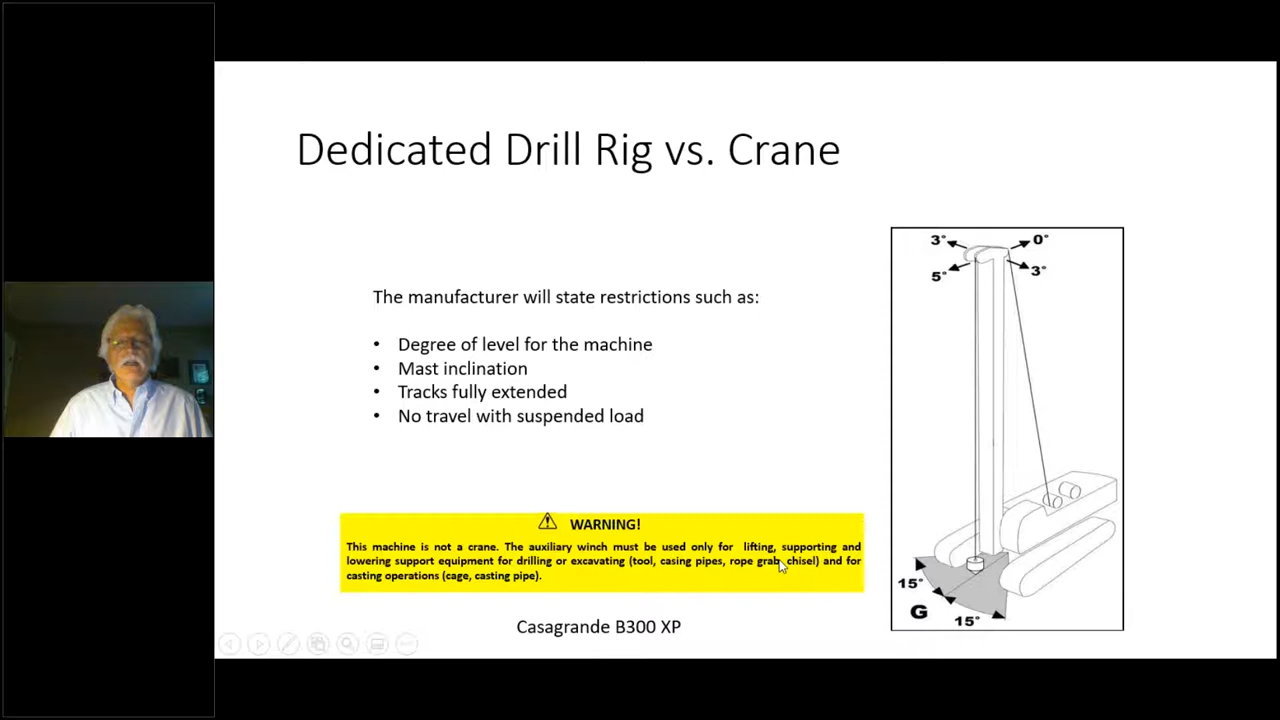 Dedicated Drill Rig vs. Crane
The manufacturer will state restrictions such as:
• Degree of level for the machine
• Mast inclination
• Tracks fully extended
• No travel with suspended load
WARNING!
This machine is not a crane. The auxiliary winch must be used only for lifting, supporting and
lowering support equipment for drilling or excavating (tool, casing pipes, rope grab, chisel) and for
casting operations (cage, casting pipe).
Casagrande B300 XP
3° 0°
5° 3°
15°
G 15°